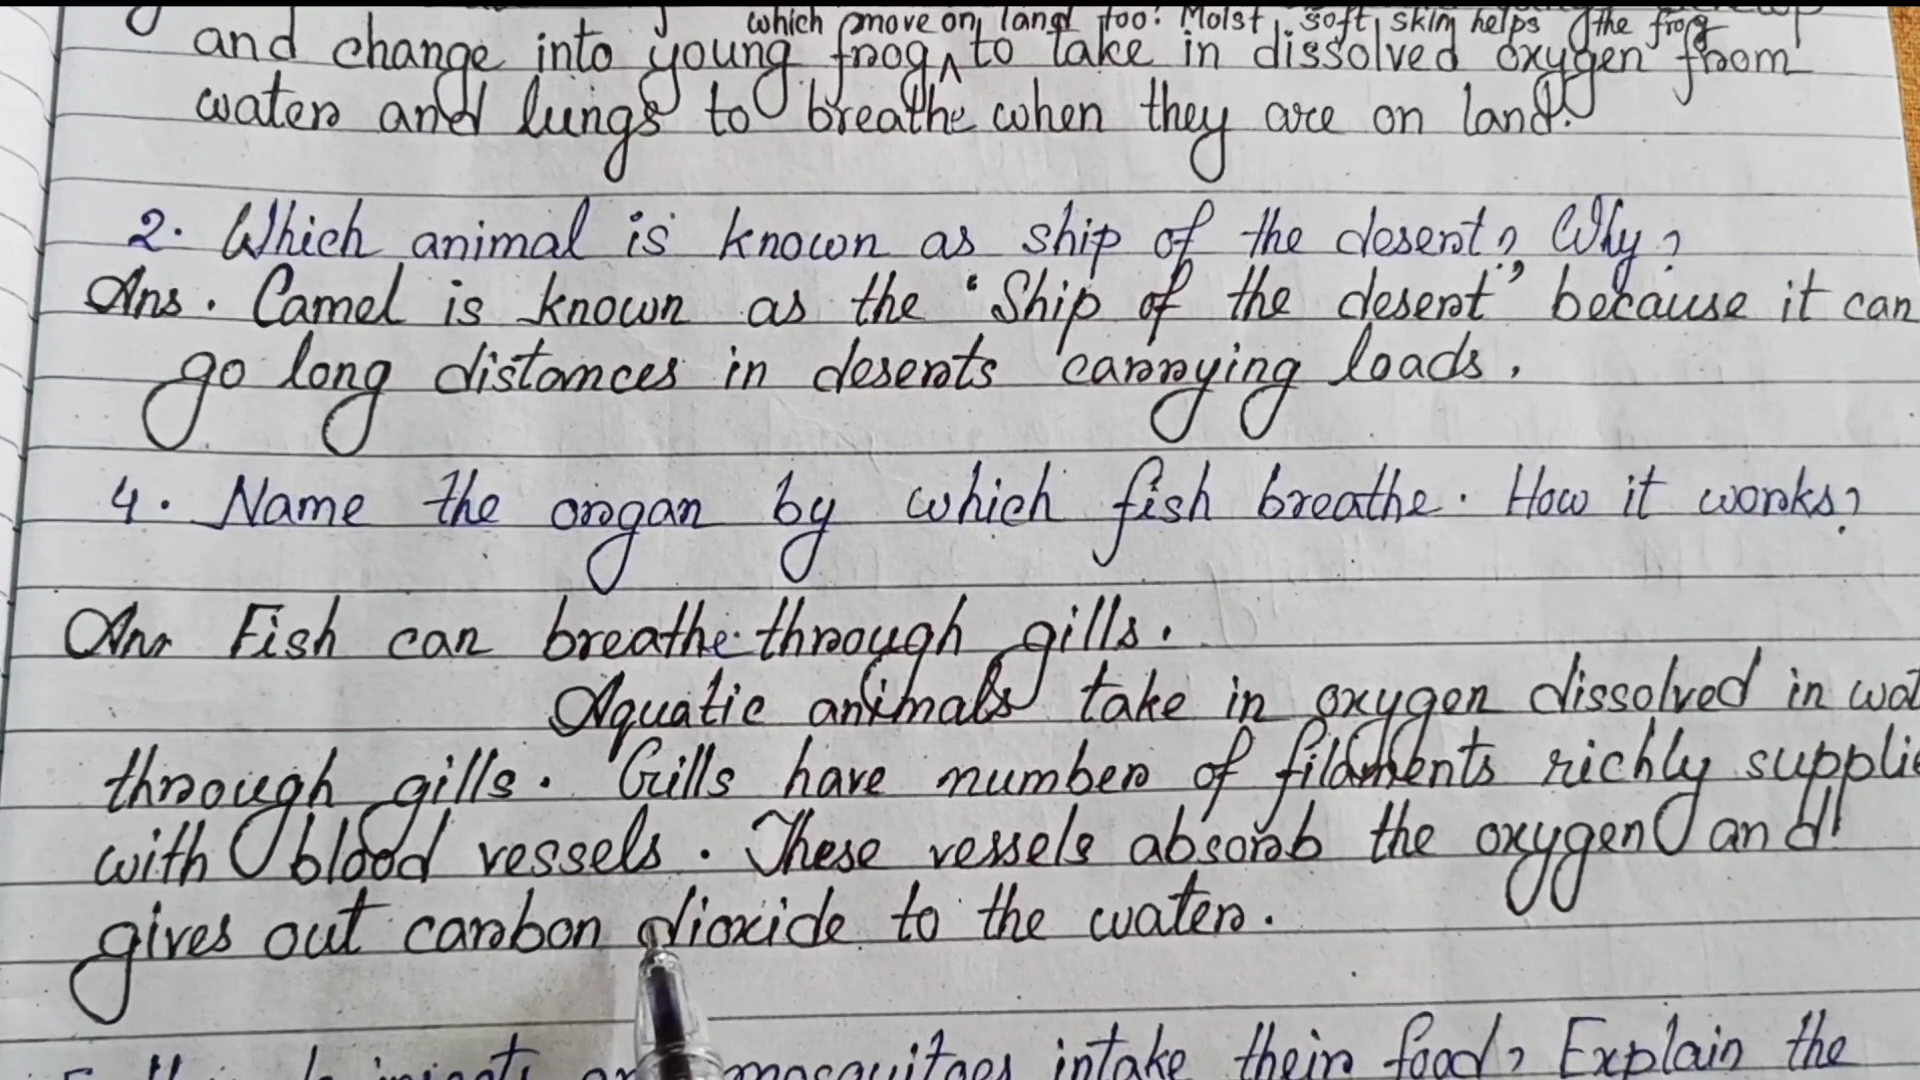 which move on land too. Moist, soft, skin helps the frog
and change into young frog ^ to take in dissolved oxygen from
water and lungs to breathe when they are on land.
2. Which animal is known as ship of the desert? Why?
Ans. Camel is known as the "Ship of the desert" because it can
go long distances in deserts carrying loads.
4. Name the organ by which fish breathe. How it works?
Ans Fish can breathe through gills.
Aquatic animals take in oxygen dissolved in wat
through gills. Gills have number of filaments richly supplie
with blood vessels. These vessels absorb the oxygen and
gives out carbon dioxide to the water.
mosquitoes intake their food? Explain the